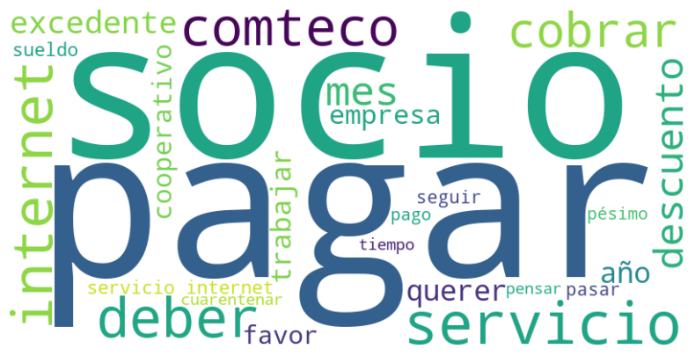 excedente
comteco
cobrar
sueldo
socio
internet
cooperativo
mes
empresa
descuento
pagar
trabajar
seguir
pago
pésimo
tiempo
año
servicio internet
querer
pensar
pasar
cuarentenar
deber
favor
servicio